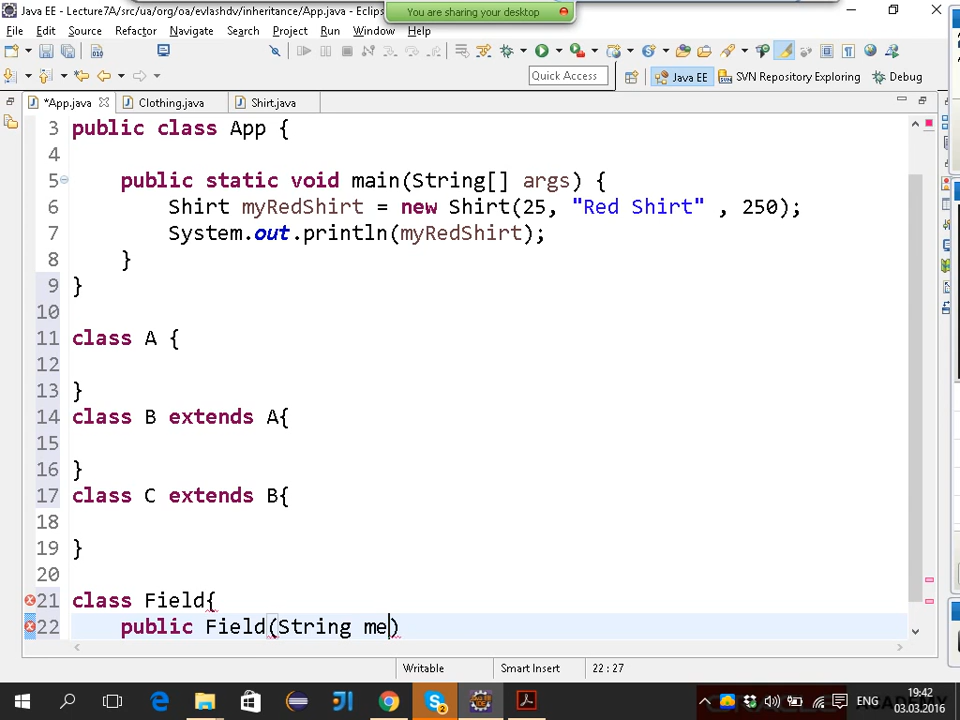 Java EE - Lecture7A/src/ua/org/oa/evlashdv/inheritance/App.java - Eclips
You are sharing your desktop
File Edit Source Refactor Navigate Search Project Run Window Help
Quick Access
Java EE
SVN Repository Exploring
Debug
*App.java
Clothing.java
Shirt.java
3 public class App {
4
5 public static void main(String[] args) {
6 Shirt myRedShirt = new Shirt(25, "Red Shirt" , 250);
7 System.out.println(myRedShirt);
8 }
9 }
10
11 class A {
12
13 }
14 class B extends A{
15
16 }
17 class C extends B{
18
19 }
20
21 class Field{
22 public Field(String me)
Writable
Smart Insert
22 : 27
ENG
19:42
03.03.2016